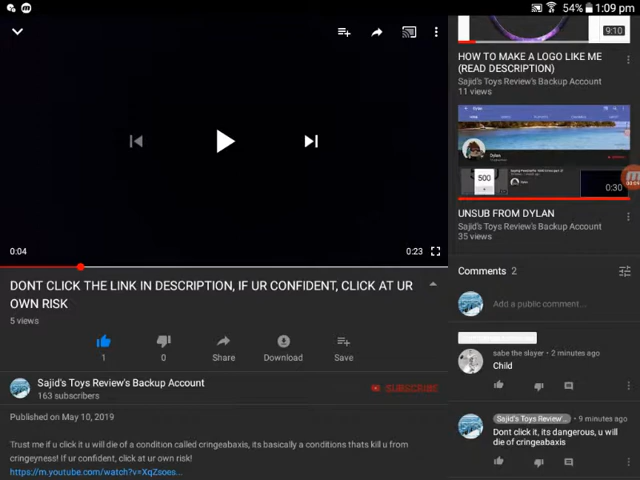 54% 1:09 pm
0:04
0:23
DONT CLICK THE LINK IN DESCRIPTION, IF UR CONFIDENT, CLICK AT UR
OWN RISK
5 views
1
0
Share
Download
Save
Sajid's Toys Review's Backup Account
163 subscribers
SUBSCRIBE
Published on May 10, 2019
Trust me if u click it u will die of a condition called cringeabaxis, its basically a conditions thats kill u from
cringeyness! If ur confident, click at ur own risk!
https://m.youtube.com/watch?v=XqZsoes...
9:10
HOW TO MAKE A LOGO LIKE ME
(READ DESCRIPTION)
Sajid's Toys Review's Backup Account
11 views
Dylan
500
0:30
UNSUB FROM DYLAN
Sajid's Toys Review's Backup Account
35 views
Comments 2
Add a public comment...
sabe the slayer • 2 minutes ago
Child
Sajid's Toys Review'... • 9 minutes ago
Dont click it, its dangerous, u will
die of cringeabaxis